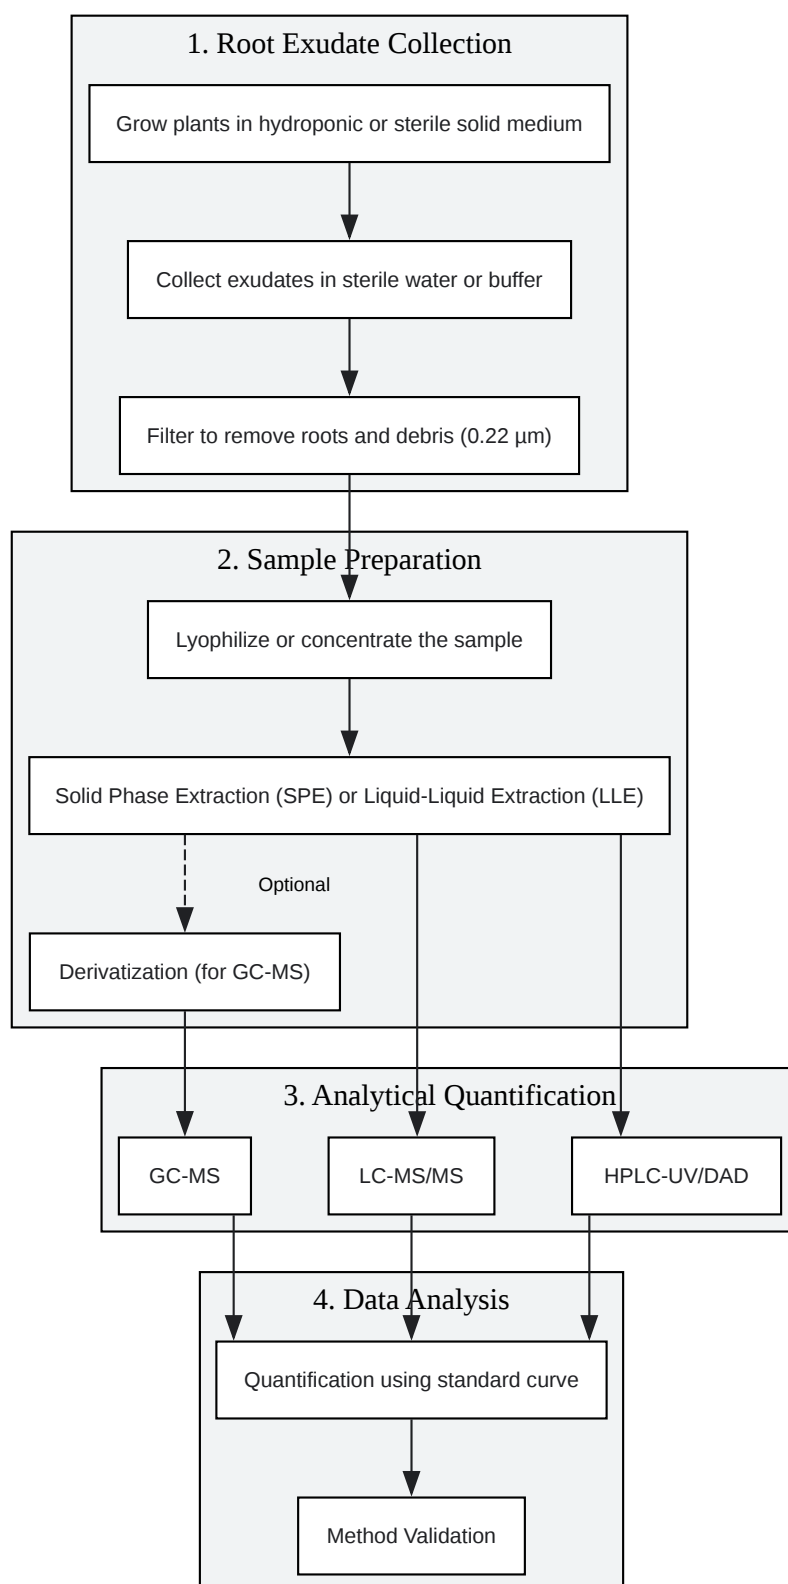 1. Root Exudate Collection
Grow plants in hydroponic or sterile solid medium
Collect exudates in sterile water or buffer
Filter to remove roots and debris (0.22 µm)
2. Sample Preparation
Lyophilize or concentrate the sample
Solid Phase Extraction (SPE) or Liquid-Liquid Extraction (LLE)
Optional
Derivatization (for GC-MS)
3. Analytical Quantification
GC-MS
LC-MS/MS
HPLC-UV/DAD
4. Data Analysis
Quantification using standard curve
Method Validation